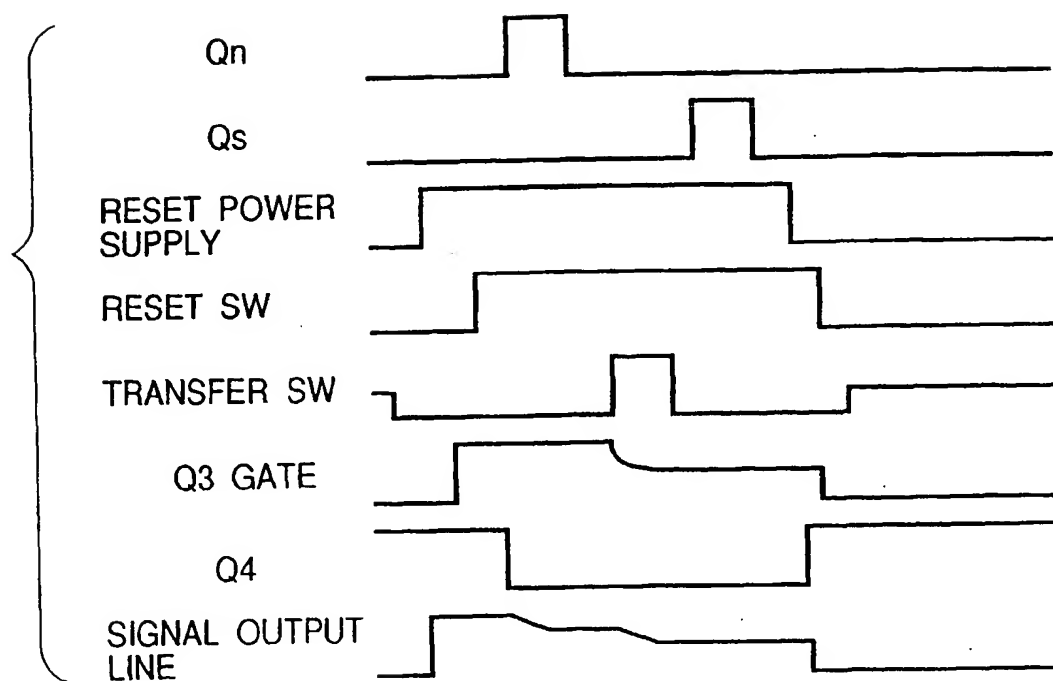 Qn
Qs
RESET POWER
SUPPLY
RESET SW
TRANSFER SW
Q3 GATE
Q4
SIGNAL OUTPUT
LINE